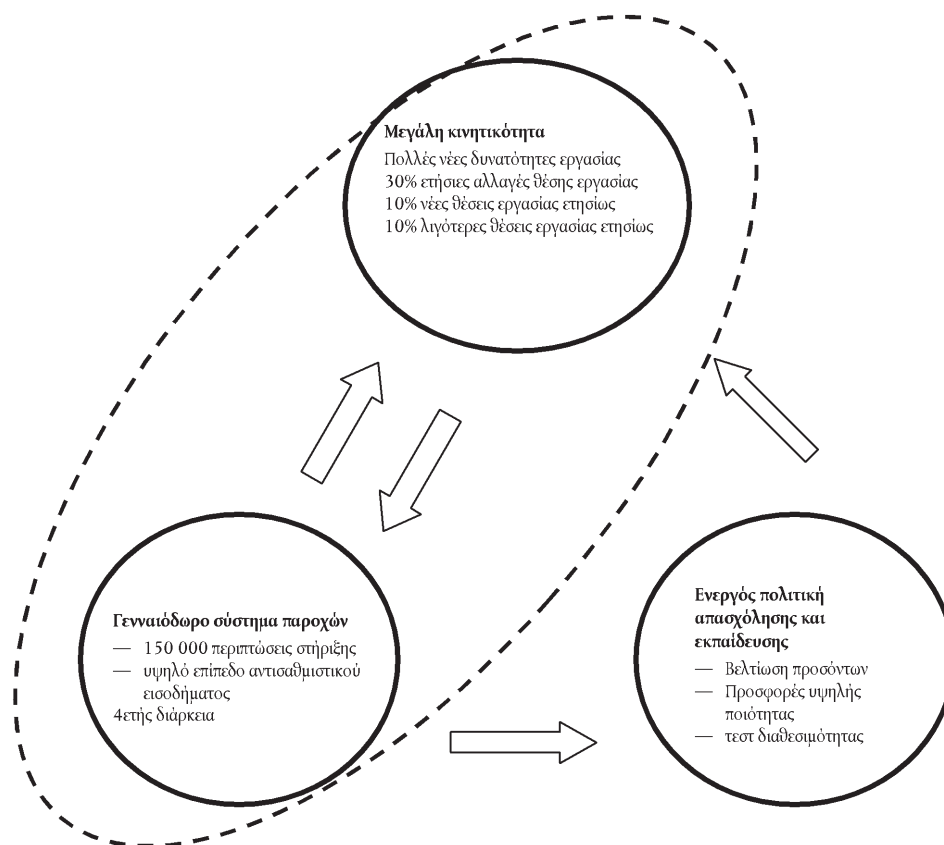 Μεγάλη κινητικότητα
Πολλές νέες δυνατότητες εργασίας
30% ετήσιες αλλαγές θέσης εργασίας
10% νέες θέσεις εργασίας ετησίως
10% λιγότερες θέσεις εργασίας ετησίως
Γενναιόδωρο σύστημα παροχών
— 150 000 περιπτώσεις στήριξης
— υψηλό επίπεδο αντισαθμιστικού
εισοδήματος
4ετής διάρκεια
Ενεργός πολιτική
απασχόλησης και
εκπαίδευσης
— Βελτίωση προσόντων
— Προσφορές υψηλής
ποιότητας
— τεστ διαθεσιμότητας